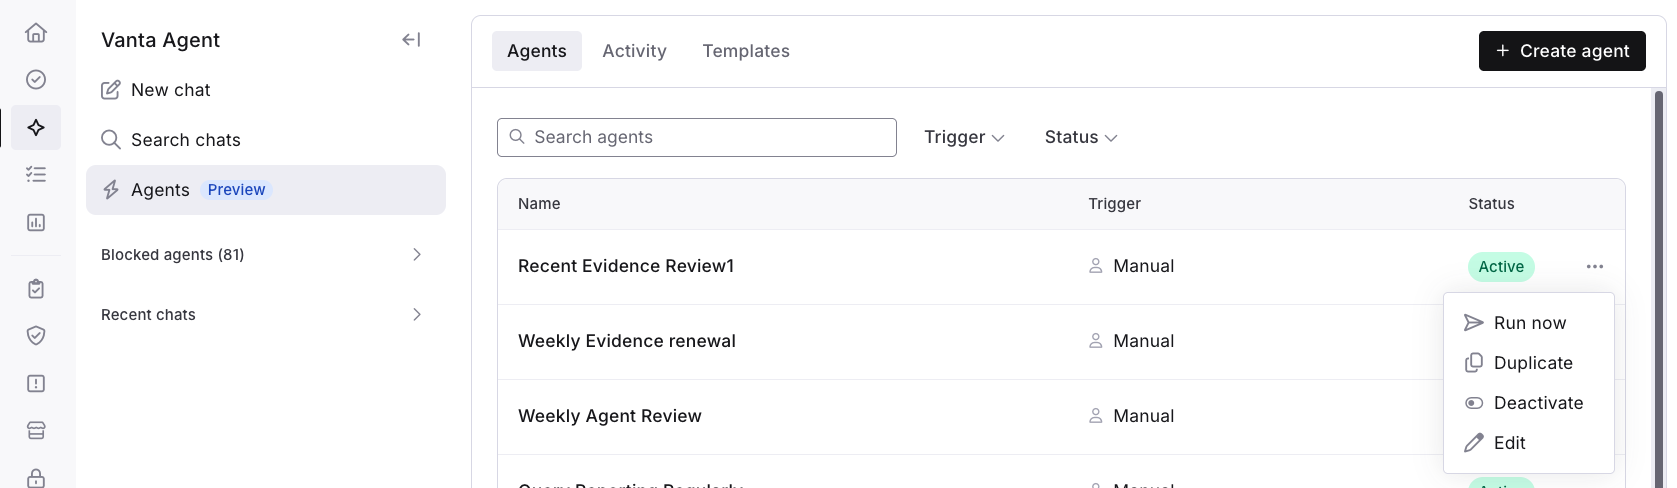 Vanta Agent
New chat
Search chats
Agents Preview
Blocked agents (81)
Recent chats
Agents Activity Templates
+ Create agent
Search agents Trigger Status
Name Trigger Status
Recent Evidence Review1 Manual Active
Run now
Duplicate
Deactivate
Edit
Weekly Evidence renewal Manual
Weekly Agent Review Manual